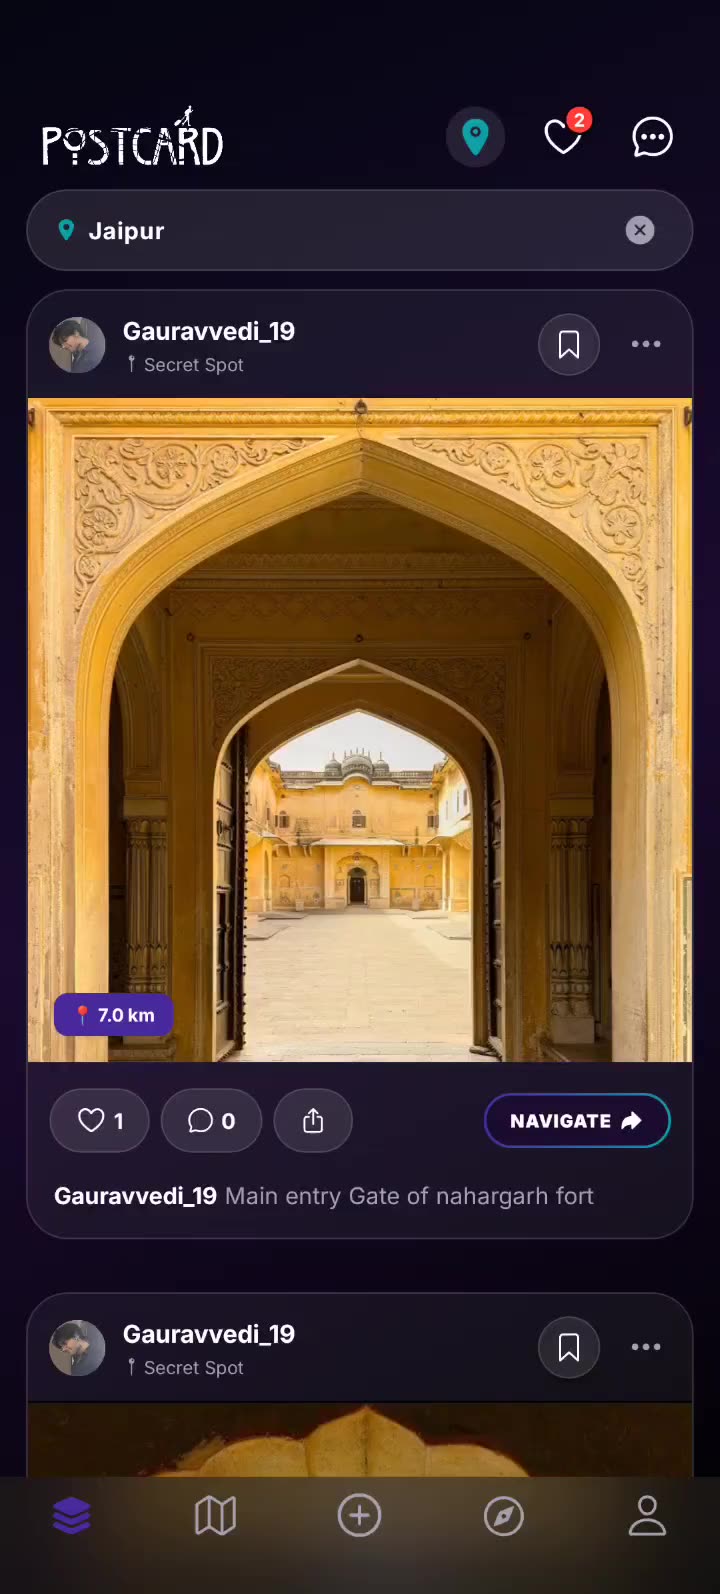 POSTCARD
2
Jaipur
Gauravvedi_19
Secret Spot
7.0 km
1
0
NAVIGATE
Gauravvedi_19 Main entry Gate of nahargarh fort
Gauravvedi_19
Secret Spot